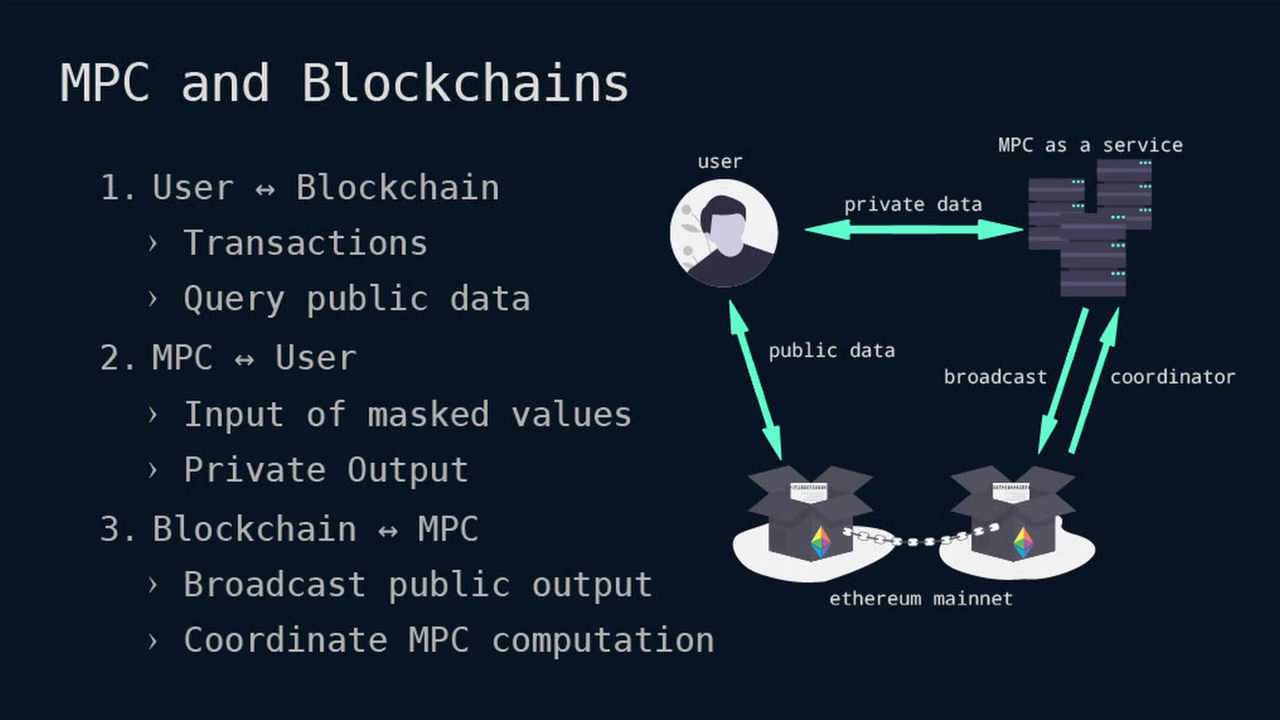 MPC and Blockchains
1. User ↔ Blockchain
› Transactions
› Query public data
2. MPC ↔ User
› Input of masked values
› Private Output
3. Blockchain ↔ MPC
› Broadcast public output
› Coordinate MPC computation
user
MPC as a service
private data
public data
broadcast
coordinator
ethereum mainnet